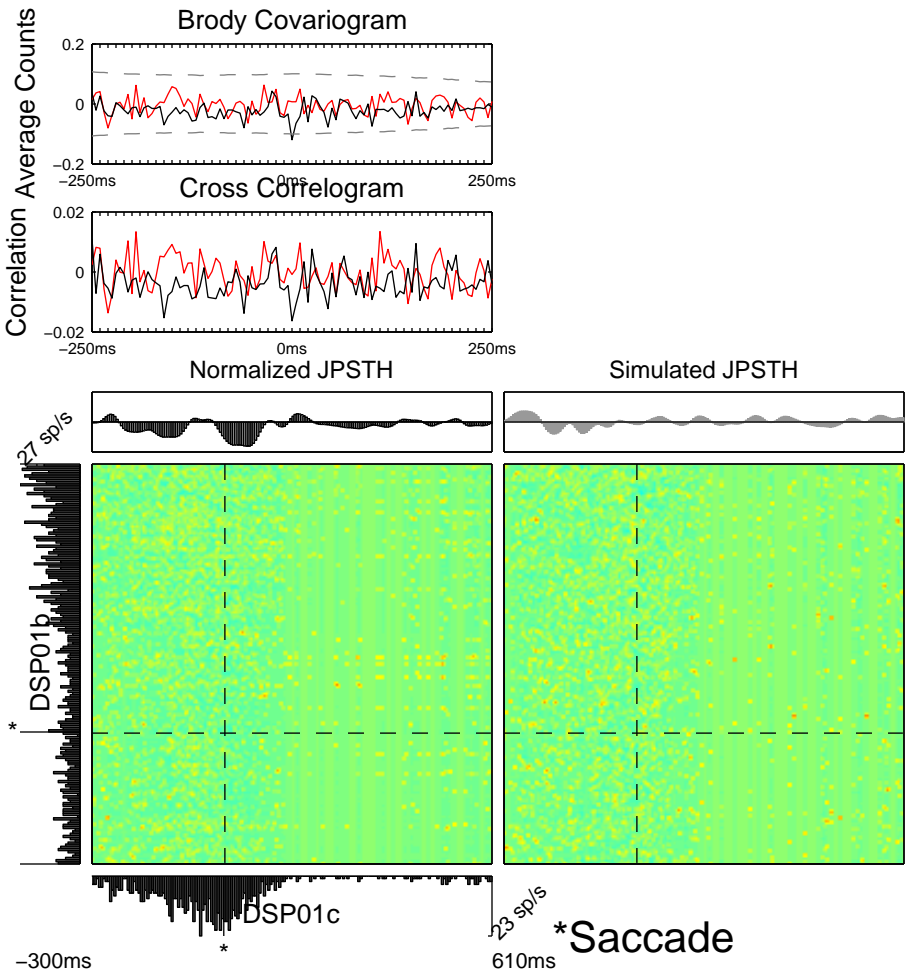 Brody Covariogram
Average Counts
0.2
0
−0.2
−250ms
0ms
250ms
Cross Correlogram
Correlation
0.02
0
−0.02
−250ms
0ms
250ms
Normalized JPSTH
Simulated JPSTH
27 sp/s
DSP01b
*
DSP01c
*
23 sp/s
*Saccade
−300ms
610ms